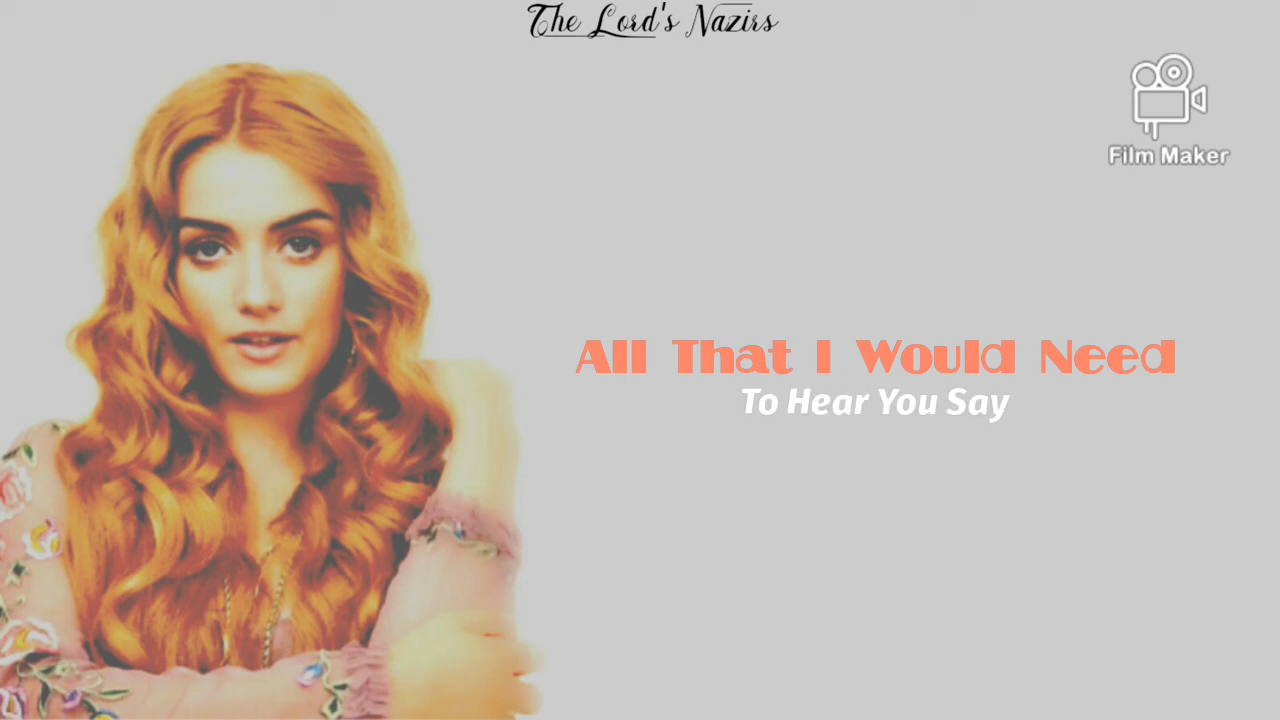 The Lord's Nazirs
Film Maker
All That I Would Need
To Hear You Say